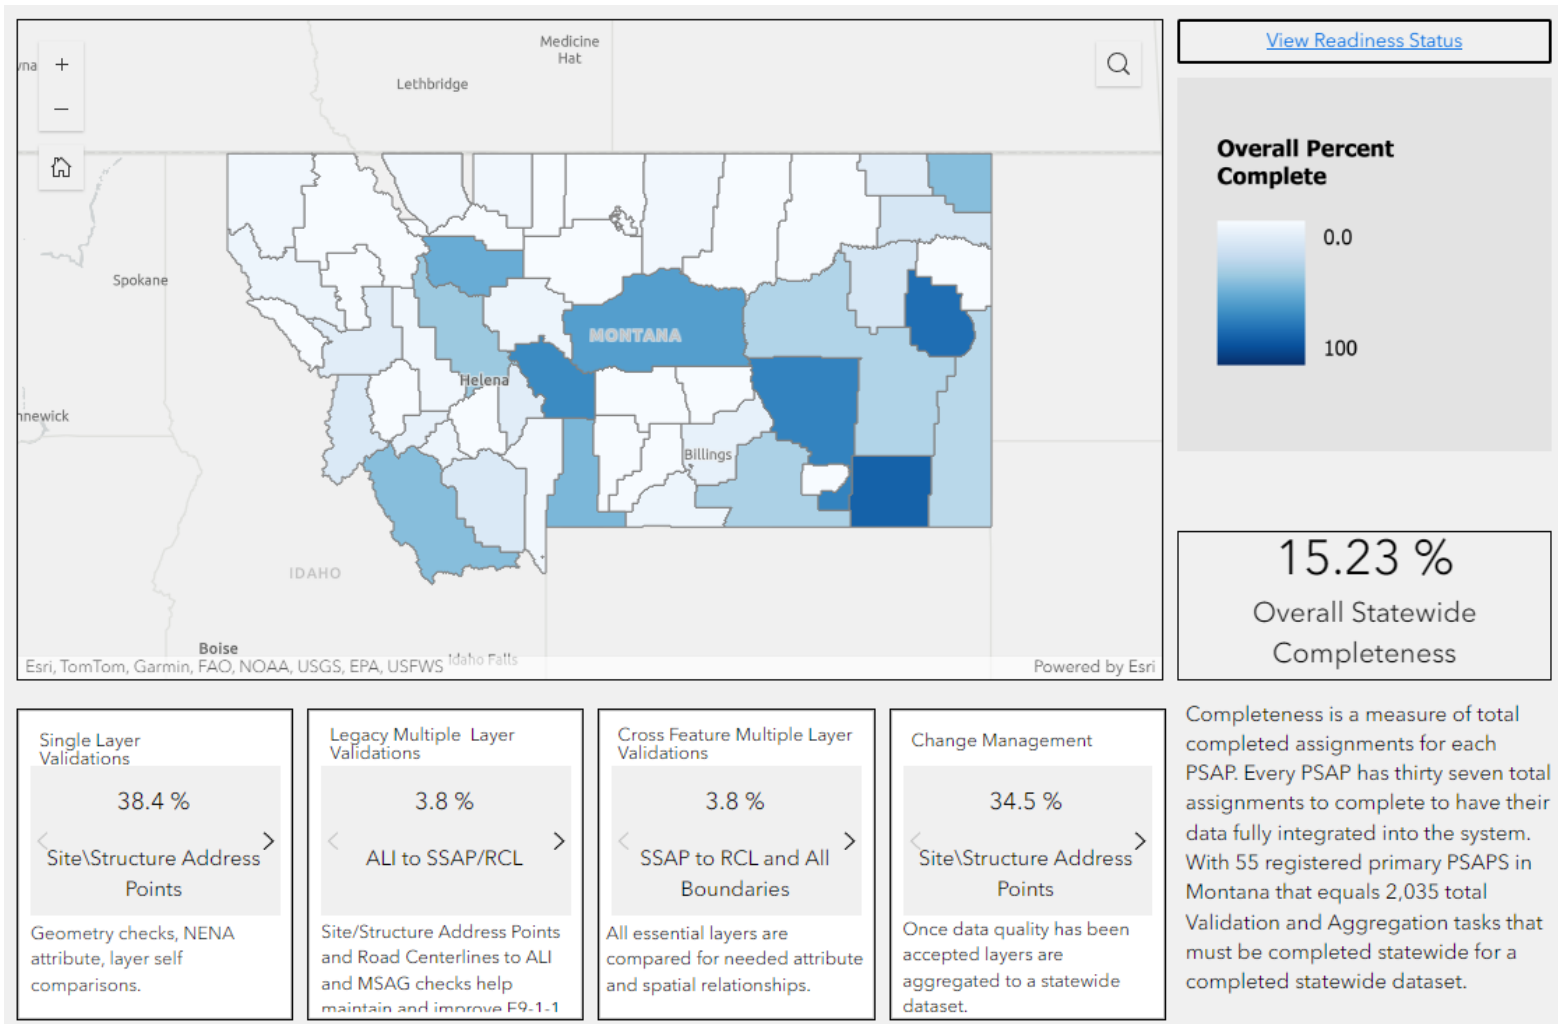 Medicine
Hat
Lethbridge
+
−
Spokane
MONTANA
Helena
Billings
IDAHO
Boise
Idaho Falls
Esri, TomTom, Garmin, FAO, NOAA, USGS, EPA, USFWS
Powered by Esri
View Readiness Status
Overall Percent
Complete
0.0
100
15.23 %
Overall Statewide
Completeness
Completeness is a measure of total
completed assignments for each
PSAP. Every PSAP has thirty seven total
assignments to complete to have their
data fully integrated into the system.
With 55 registered primary PSAPS in
Montana that equals 2,035 total
Validation and Aggregation tasks that
must be completed statewide for a
completed statewide dataset.
Single Layer
Validations
38.4 %
Site\Structure Address
Points
Geometry checks, NENA
attribute, layer self
comparisons.
Legacy Multiple Layer
Validations
3.8 %
ALI to SSAP/RCL
Site/Structure Address Points
and Road Centerlines to ALI
and MSAG checks help
maintain and improve E9-1-1
Cross Feature Multiple Layer
Validations
3.8 %
SSAP to RCL and All
Boundaries
All essential layers are
compared for needed attribute
and spatial relationships.
Change Management
34.5 %
Site\Structure Address
Points
Once data quality has been
accepted layers are
aggregated to a statewide
dataset.